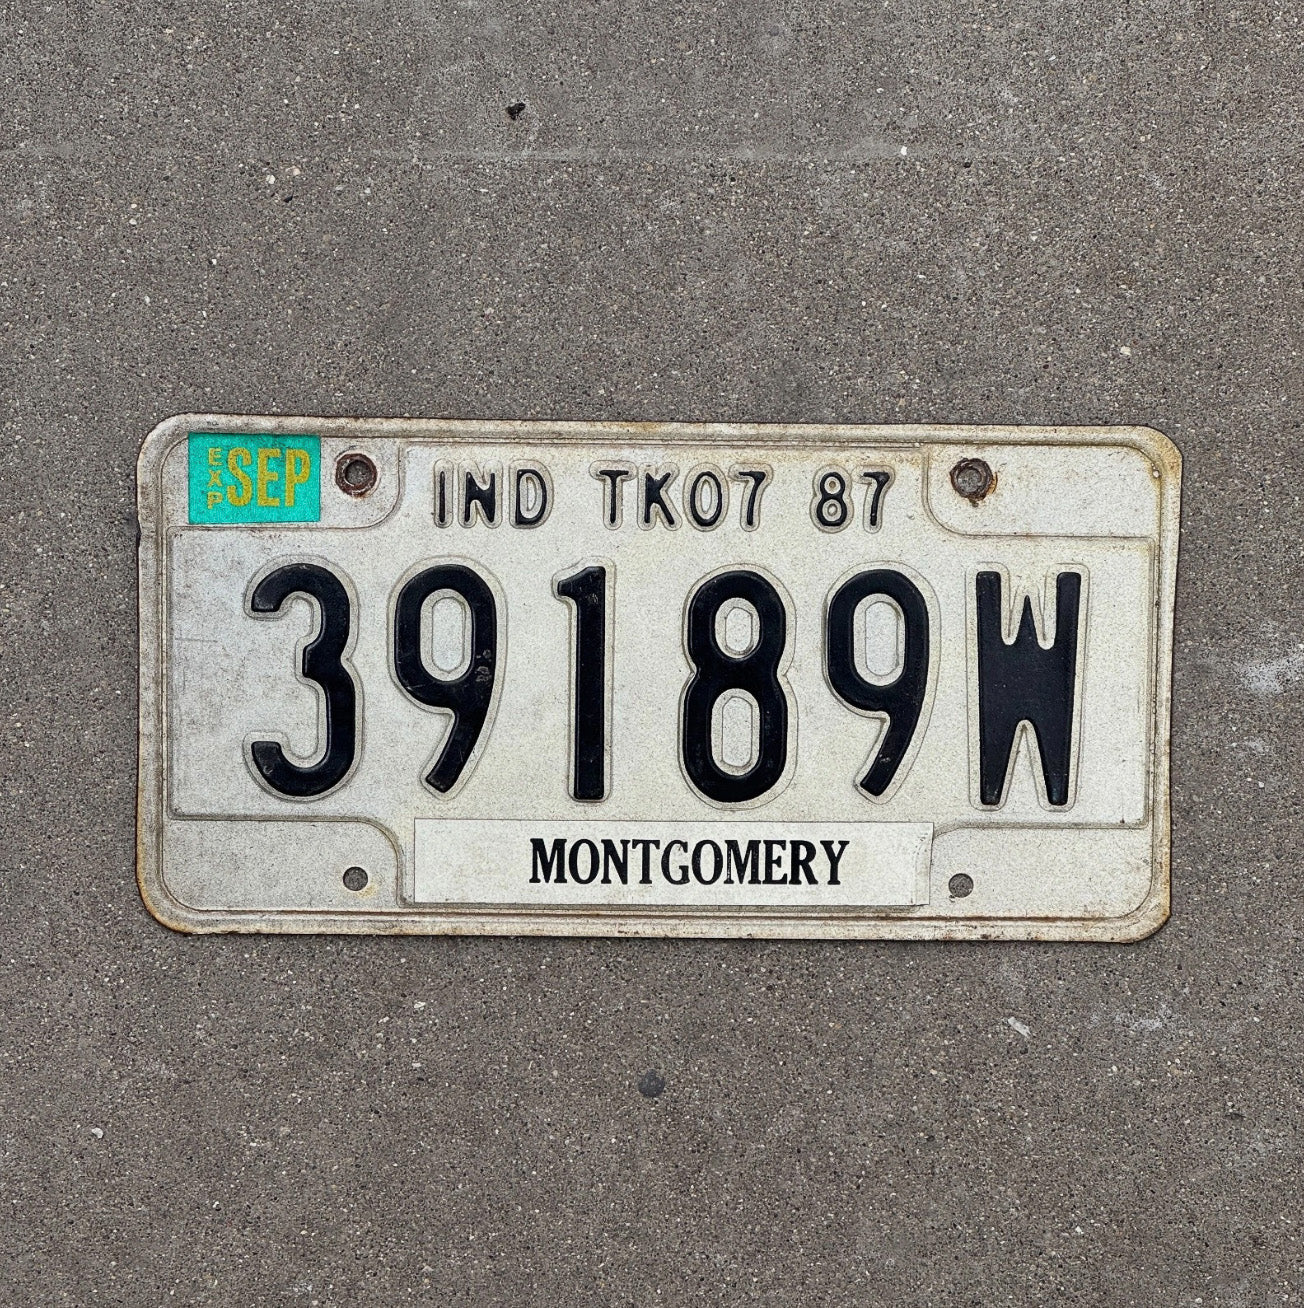 EXP SEP
IND TK07 87
39189W
MONTGOMERY